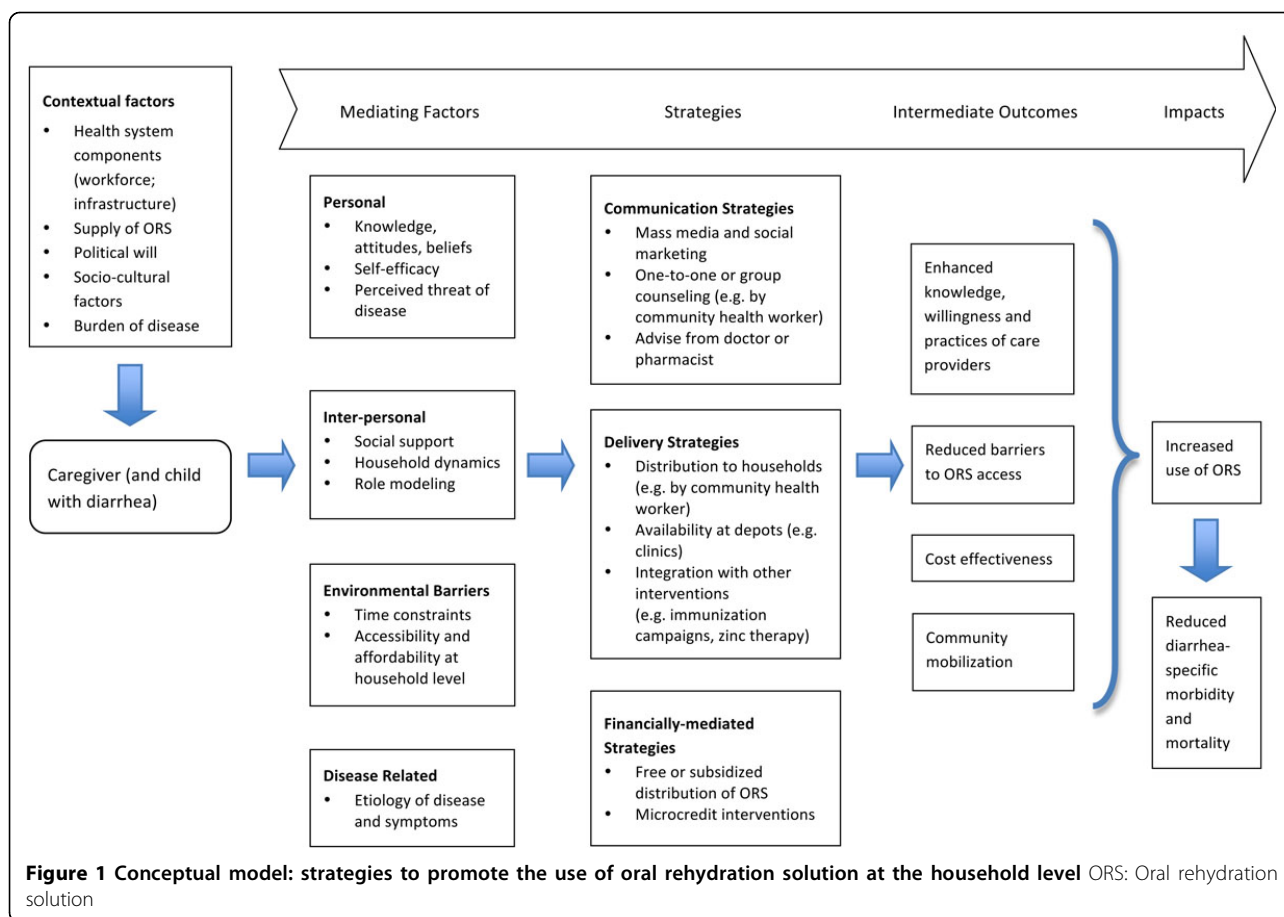 Contextual factors
• Health system
components
(workforce;
infrastructure)
• Supply of ORS
• Political will
• Socio-cultural
factors
• Burden of disease
Caregiver (and child
with diarrhea)
Mediating Factors
Strategies
Intermediate Outcomes
Impacts
Personal
• Knowledge,
attitudes, beliefs
• Self-efficacy
• Perceived threat of
disease
Inter-personal
• Social support
• Household dynamics
• Role modeling
Environmental Barriers
• Time constraints
• Accessibility and
affordability at
household level
Disease Related
• Etiology of disease
and symptoms
Communication Strategies
• Mass media and social
marketing
• One-to-one or group
counseling (e.g. by
community health worker)
• Advise from doctor or
pharmacist
Delivery Strategies
• Distribution to households
(e.g. by community health
worker)
• Availability at depots (e.g.
clinics)
• Integration with other
interventions
(e.g. immunization
campaigns, zinc therapy)
Financially-mediated
Strategies
• Free or subsidized
distribution of ORS
• Microcredit interventions
Enhanced
knowledge,
willingness and
practices of care
providers
Reduced barriers
to ORS access
Cost effectiveness
Community
mobilization
Increased
use of ORS
Reduced
diarrhea-
specific
morbidity
and
mortality
Figure 1 Conceptual model: strategies to promote the use of oral rehydration solution at the household level ORS: Oral rehydration
solution